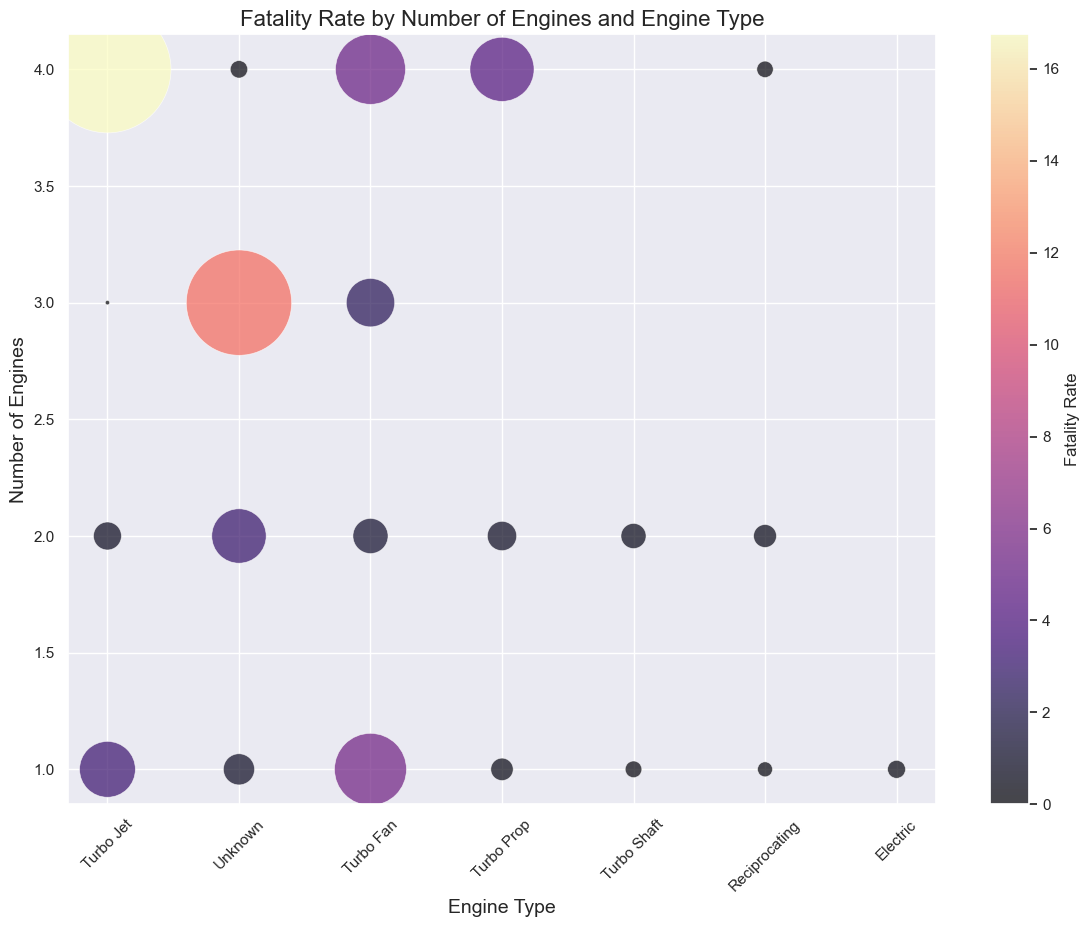 Fatality Rate by Number of Engines and Engine Type
4.0
3.5
3.0
2.5
2.0
1.5
1.0
Number of Engines
Turbo Jet
Unknown
Turbo Fan
Turbo Prop
Turbo Shaft
Reciprocating
Electric
Engine Type
16
14
12
10
8
6
4
2
0
Fatality Rate